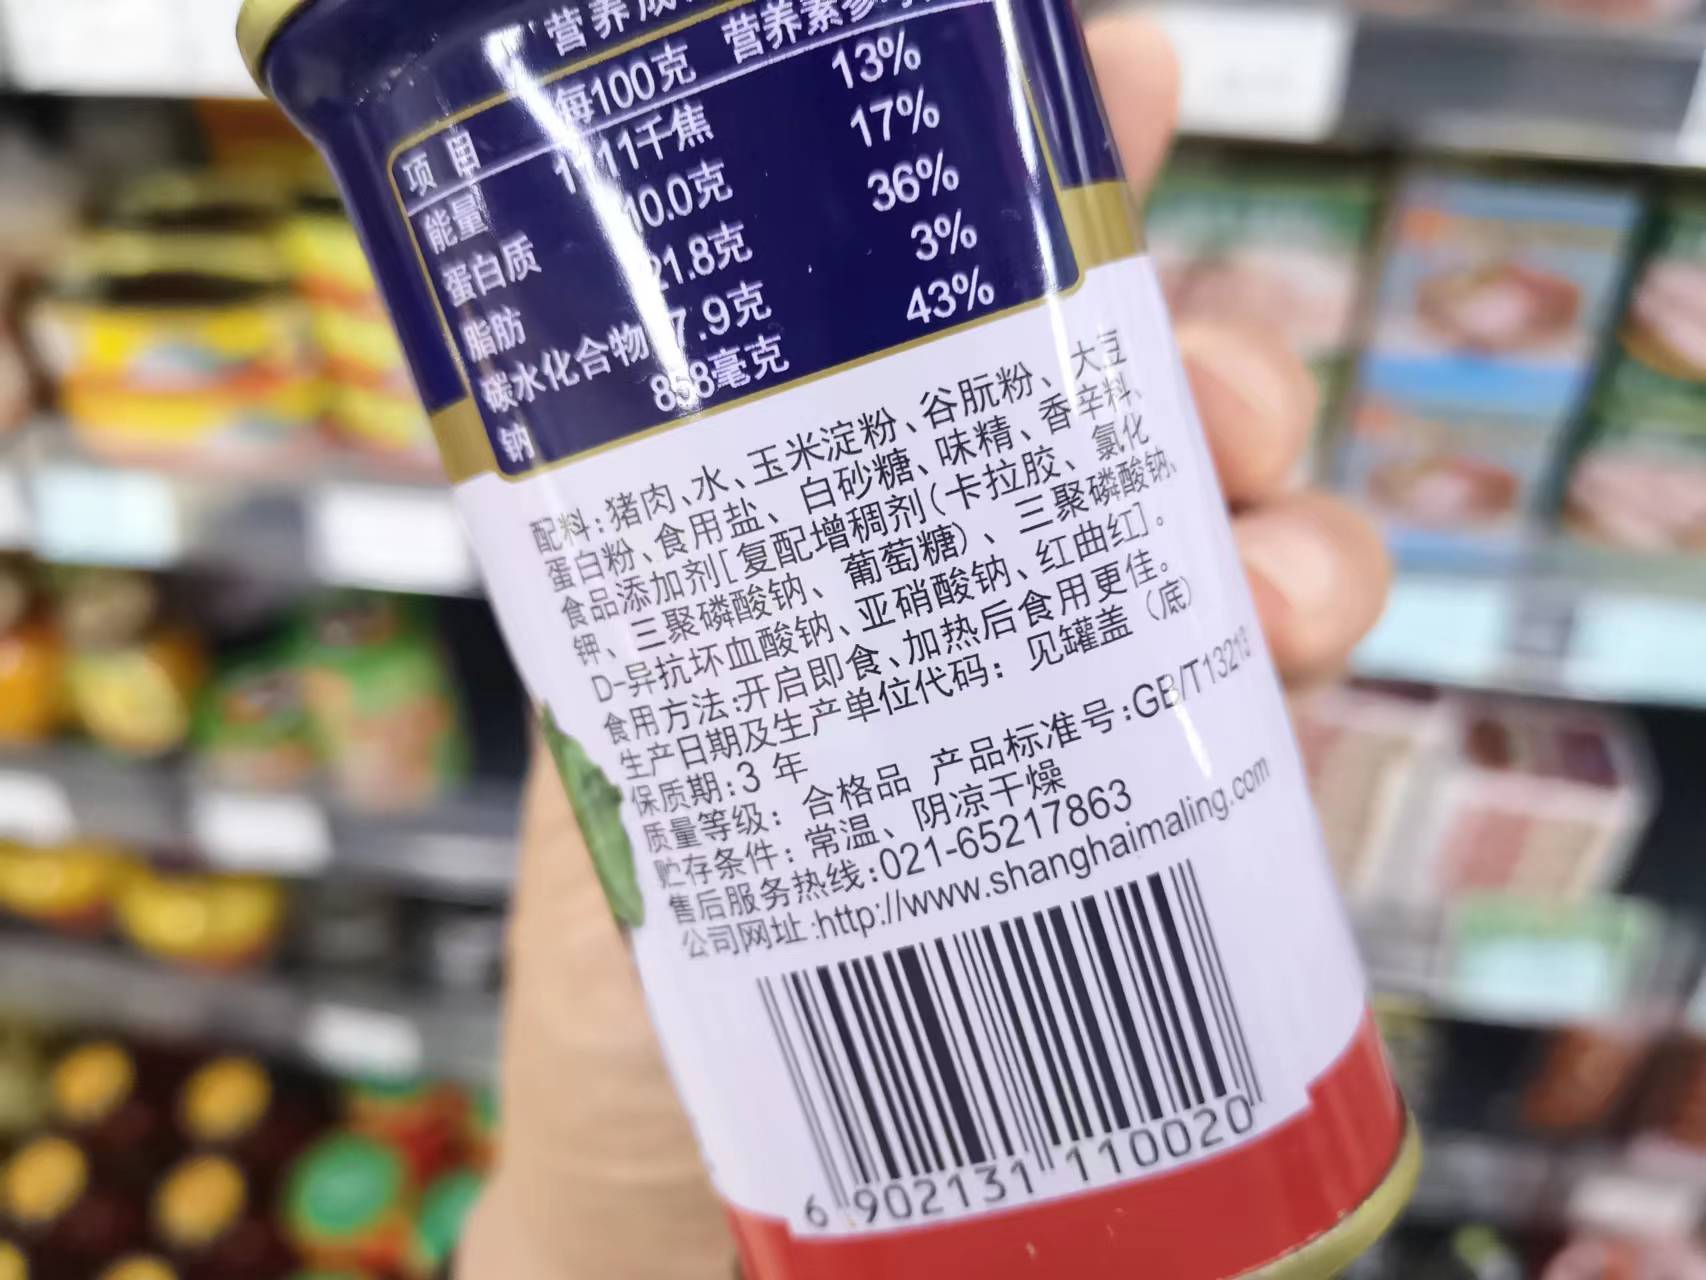 营养成
营养素参考
项目 每100克
能量 1111千焦 13%
蛋白质 10.0克 17%
脂肪 21.8克 36%
碳水化合物 7.9克 3%
钠 858毫克 43%
配料:猪肉、水、玉米淀粉、谷朊粉、大豆
蛋白粉、食用盐、白砂糖、味精、香辛料、
食品添加剂[复配增稠剂(卡拉胶、氯化
钾、三聚磷酸钠、葡萄糖)、三聚磷酸钠、
D-异抗坏血酸钠、亚硝酸钠、红曲红]。
食用方法:开启即食、加热后食用更佳。
生产日期及生产单位代码: 见罐盖(底)
保质期:3 年
质量等级: 合格品 产品标准号:GB/T13213
贮存条件: 常温、阴凉干燥
售后服务热线:021-65217863
公司网址:http://www.shanghaimaling.com
6 902131 110020